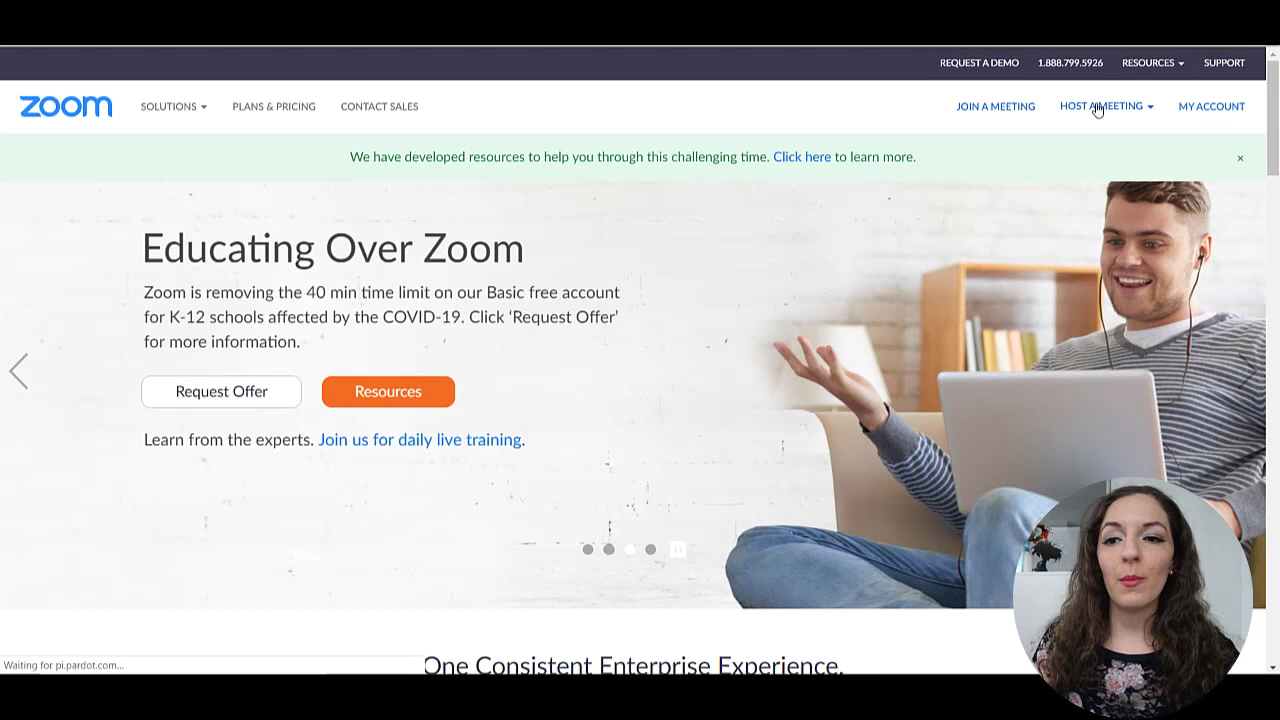 REQUEST A DEMO 1.888.799.5926 RESOURCES SUPPORT
zoom SOLUTIONS PLANS & PRICING CONTACT SALES JOIN A MEETING HOST A MEETING MY ACCOUNT
We have developed resources to help you through this challenging time. Click here to learn more. ×
Educating Over Zoom
Zoom is removing the 40 min time limit on our Basic free account
for K-12 schools affected by the COVID-19. Click ‘Request Offer’
for more information.
Request Offer Resources
Learn from the experts. Join us for daily live training.
Waiting for pi.pardot.com...
One Consistent Enterprise Experience.